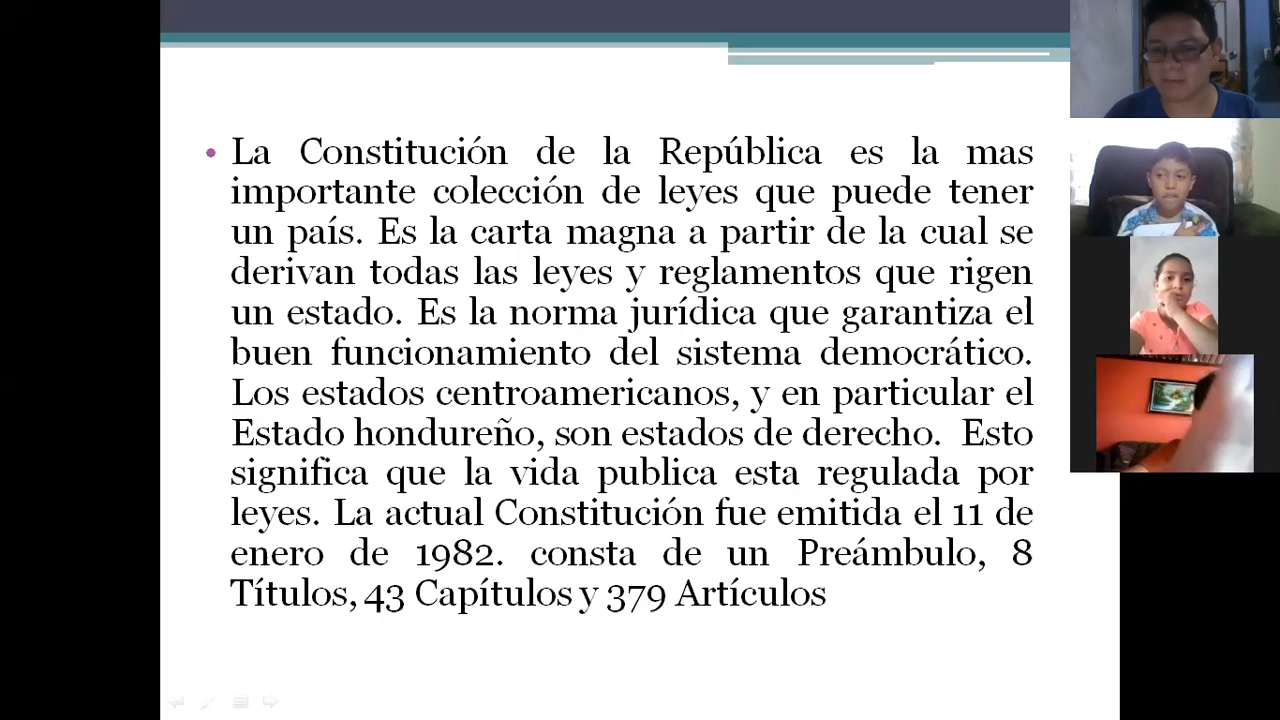 La Constitución de la República es la mas
importante colección de leyes que puede tener
un país. Es la carta magna a partir de la cual se
derivan todas las leyes y reglamentos que rigen
un estado. Es la norma jurídica que garantiza el
buen funcionamiento del sistema democrático.
Los estados centroamericanos, y en particular el
Estado hondureño, son estados de derecho. Esto
significa que la vida publica esta regulada por
leyes. La actual Constitución fue emitida el 11 de
enero de 1982. consta de un Preámbulo, 8
Títulos, 43 Capítulos y 379 Artículos